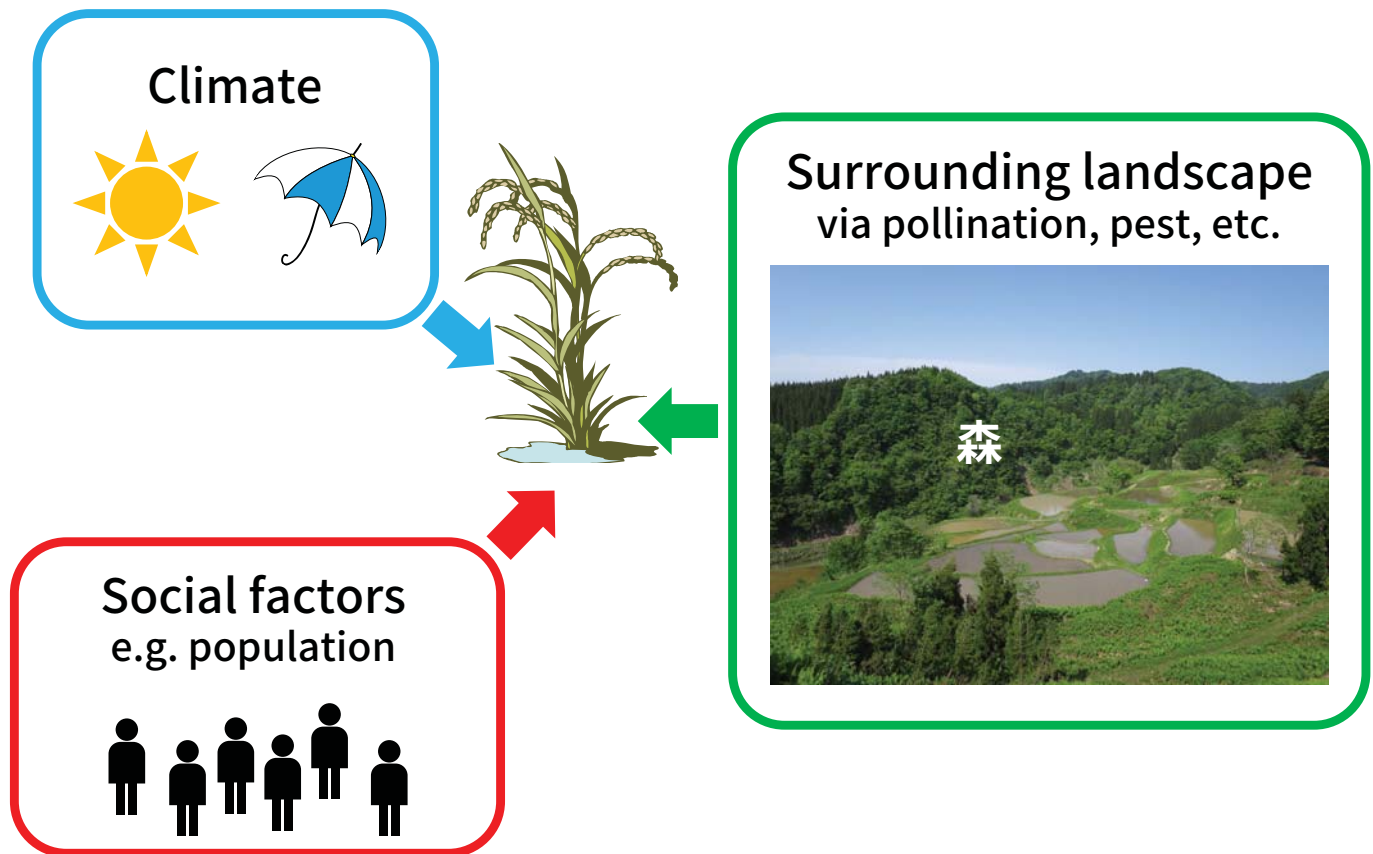 Climate
Surrounding landscape
via pollination, pest, etc.
森
Social factors
e.g. population